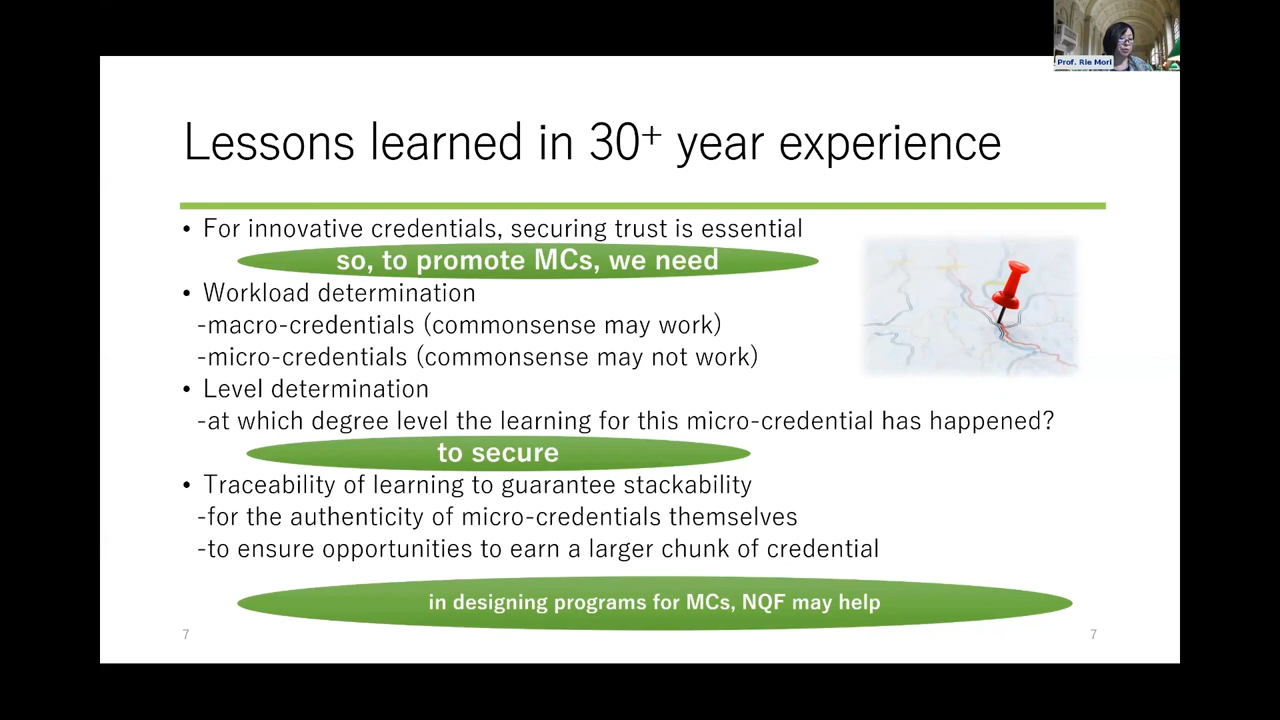 Prof. Rie Mori
Lessons learned in 30+ year experience
• For innovative credentials, securing trust is essential
so, to promote MCs, we need
• Workload determination
-macro-credentials (commonsense may work)
-micro-credentials (commonsense may not work)
• Level determination
-at which degree level the learning for this micro-credential has happened?
to secure
• Traceability of learning to guarantee stackability
-for the authenticity of micro-credentials themselves
-to ensure opportunities to earn a larger chunk of credential
in designing programs for MCs, NQF may help
7
7